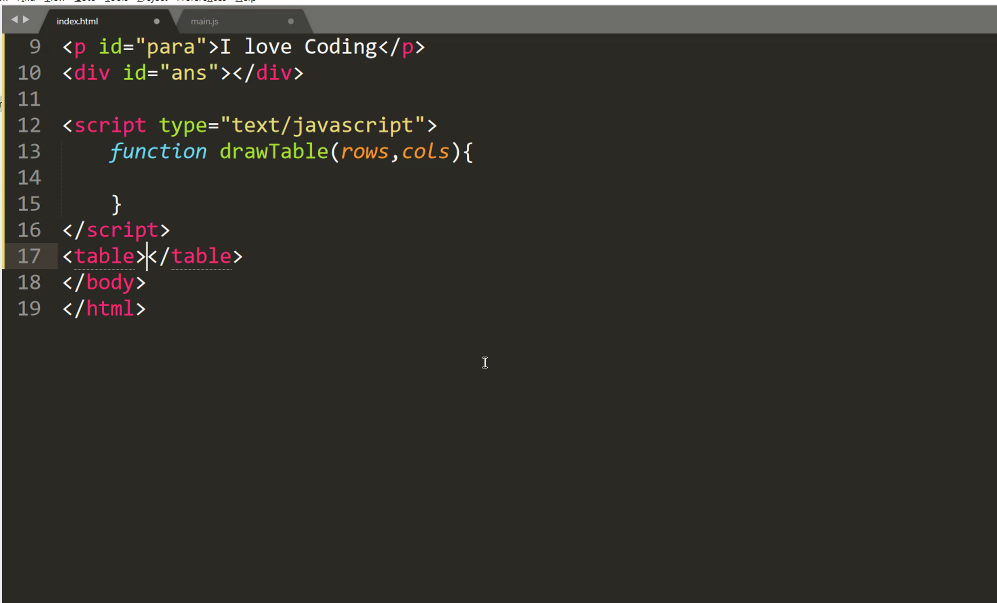 index.html main.js
9 <p id="para">I love Coding</p>
10 <div id="ans"></div>
11
12 <script type="text/javascript">
13 function drawTable(rows,cols){
14
15 }
16 </script>
17 <table></table>
18 </body>
19 </html>